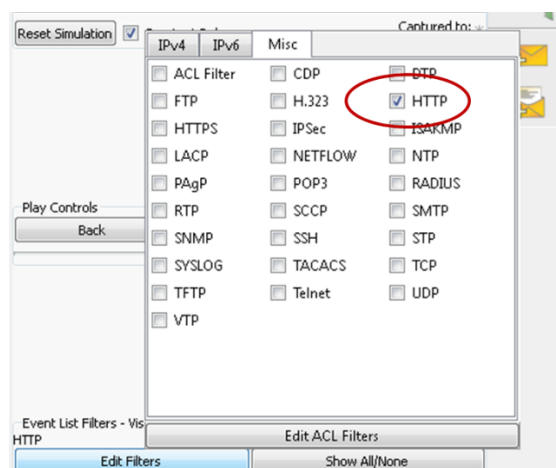 Captured to:
Reset Simulation
IPv4 IPv6 Misc
ACL Filter CDP DTP
FTP H.323 HTTP
HTTPS IPSec ISAKMP
LACP NETFLOW NTP
PAgP POP3 RADIUS
Play Controls
RTP SCCP SMTP
Back
SNMP SSH STP
SYSLOG TACACS TCP
TFTP Telnet UDP
VTP
Event List Filters - Vis
HTTP
Edit ACL Filters
Edit Filters Show All/None